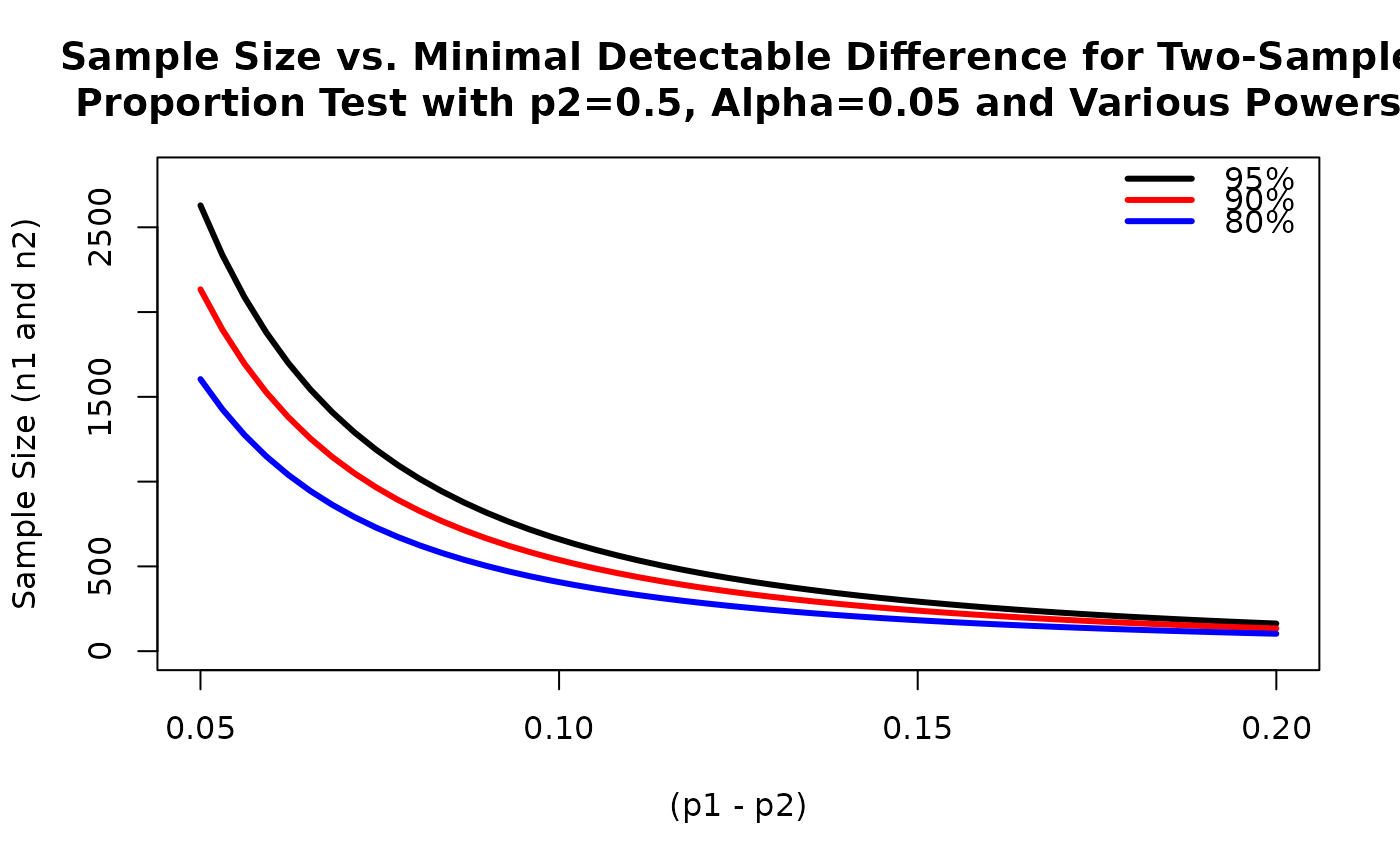 Sample Size vs. Minimal Detectable Difference for Two-Sample
Proportion Test with p2=0.5, Alpha=0.05 and Various Powers
95%
90%
80%
Sample Size (n1 and n2)
2500
1500
500
0
0.05 0.10 0.15 0.20
(p1 - p2)